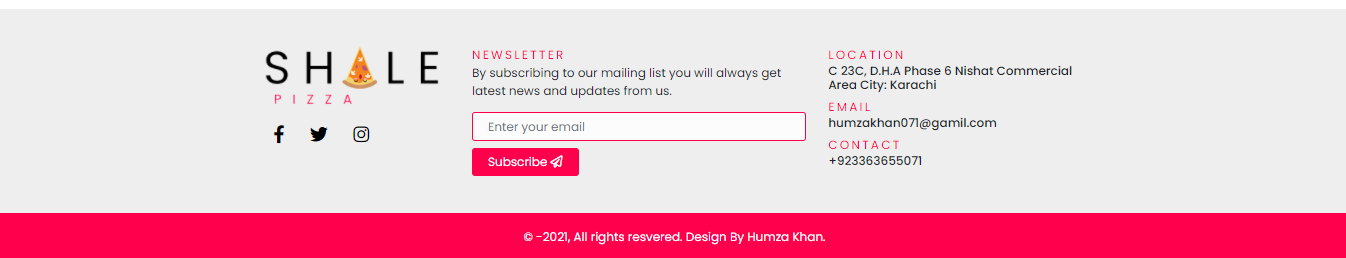 SHALE
PIZZA
NEWSLETTER
By subscribing to our mailing list you will always get
latest news and updates from us.
Enter your email
Subscribe
LOCATION
C 23C, D.H.A Phase 6 Nishat Commercial
Area City: Karachi
EMAIL
humzakhan071@gamil.com
CONTACT
+923363655071
© -2021, All rights resvered. Design By Humza Khan.